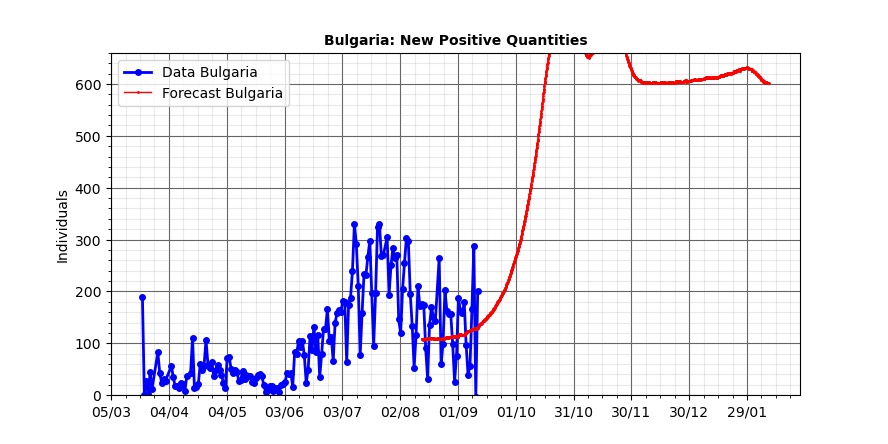 Bulgaria: New Positive Quantities
Data Bulgaria
Forecast Bulgaria
Individuals
600
500
400
300
200
100
0
05/03 04/04 04/05 03/06 03/07 02/08 01/09 01/10 31/10 30/11 30/12 29/01